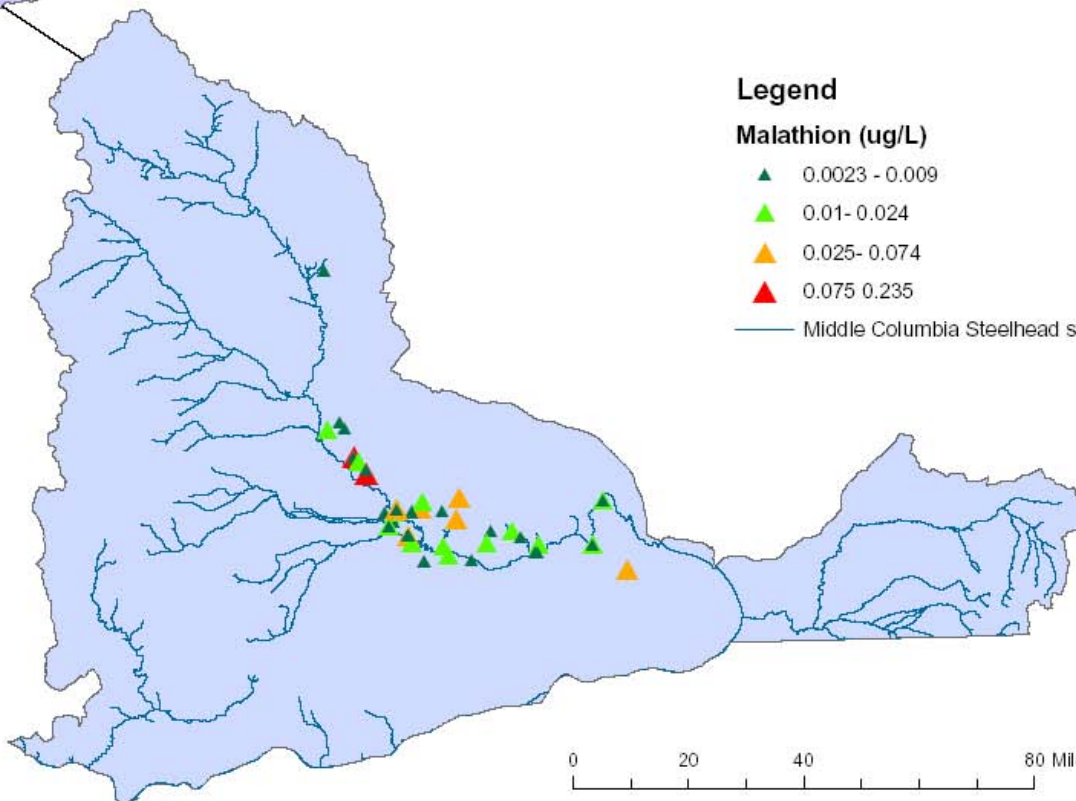 Legend
Malathion (ug/L)
0.0023 - 0.009
0.01- 0.024
0.025- 0.074
0.075 0.235
Middle Columbia Steelhead s
0 20 40 80 Mil